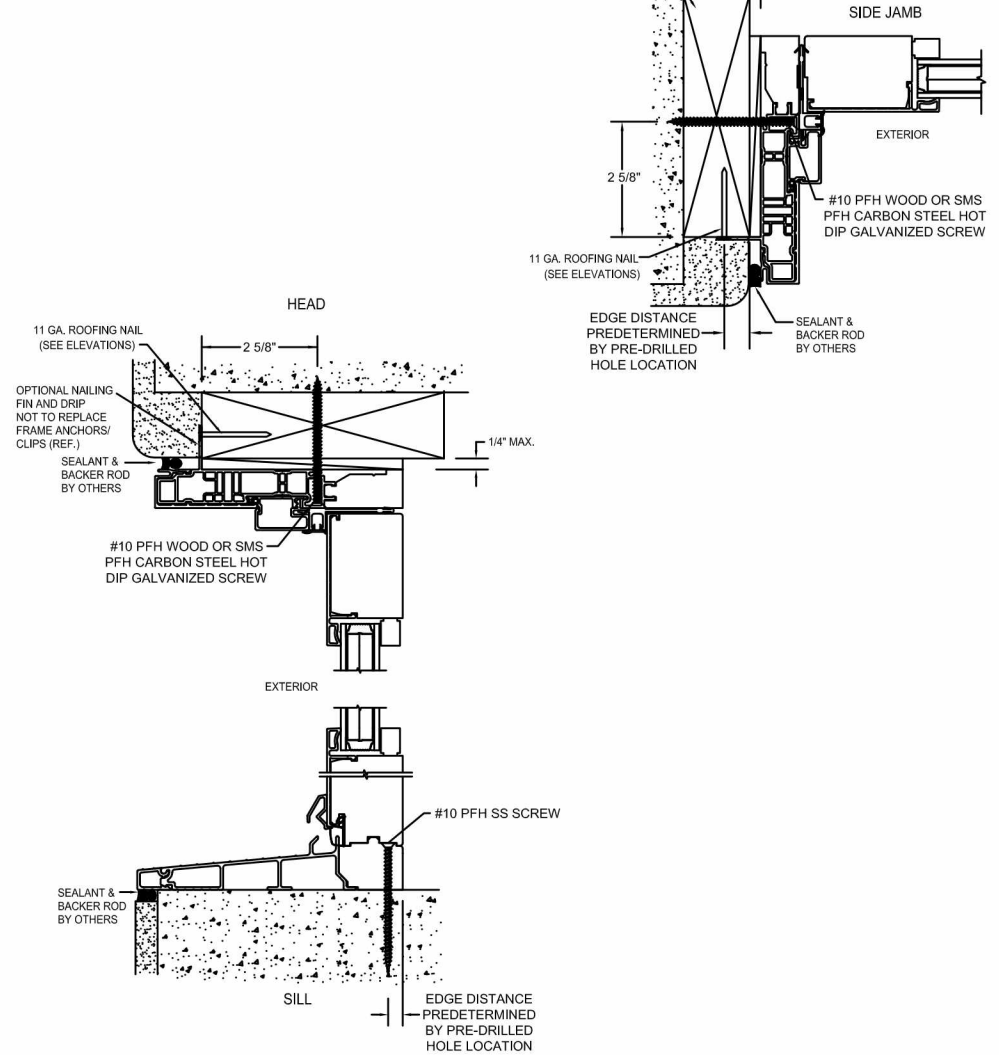 SIDE JAMB
EXTERIOR
2 5/8"
#10 PFH WOOD OR SMS
PFH CARBON STEEL HOT
DIP GALVANIZED SCREW
11 GA. ROOFING NAIL
(SEE ELEVATIONS)
EDGE DISTANCE
PREDETERMINED
BY PRE-DRILLED
HOLE LOCATION
SEALANT &
BACKER ROD
BY OTHERS
HEAD
11 GA. ROOFING NAIL
(SEE ELEVATIONS)
2 5/8"
OPTIONAL NAILING
FIN AND DRIP
NOT TO REPLACE
FRAME ANCHORS/
CLIPS (REF.)
1/4" MAX.
SEALANT &
BACKER ROD
BY OTHERS
#10 PFH WOOD OR SMS
PFH CARBON STEEL HOT
DIP GALVANIZED SCREW
EXTERIOR
#10 PFH SS SCREW
SEALANT &
BACKER ROD
BY OTHERS
SILL
EDGE DISTANCE
PREDETERMINED
BY PRE-DRILLED
HOLE LOCATION